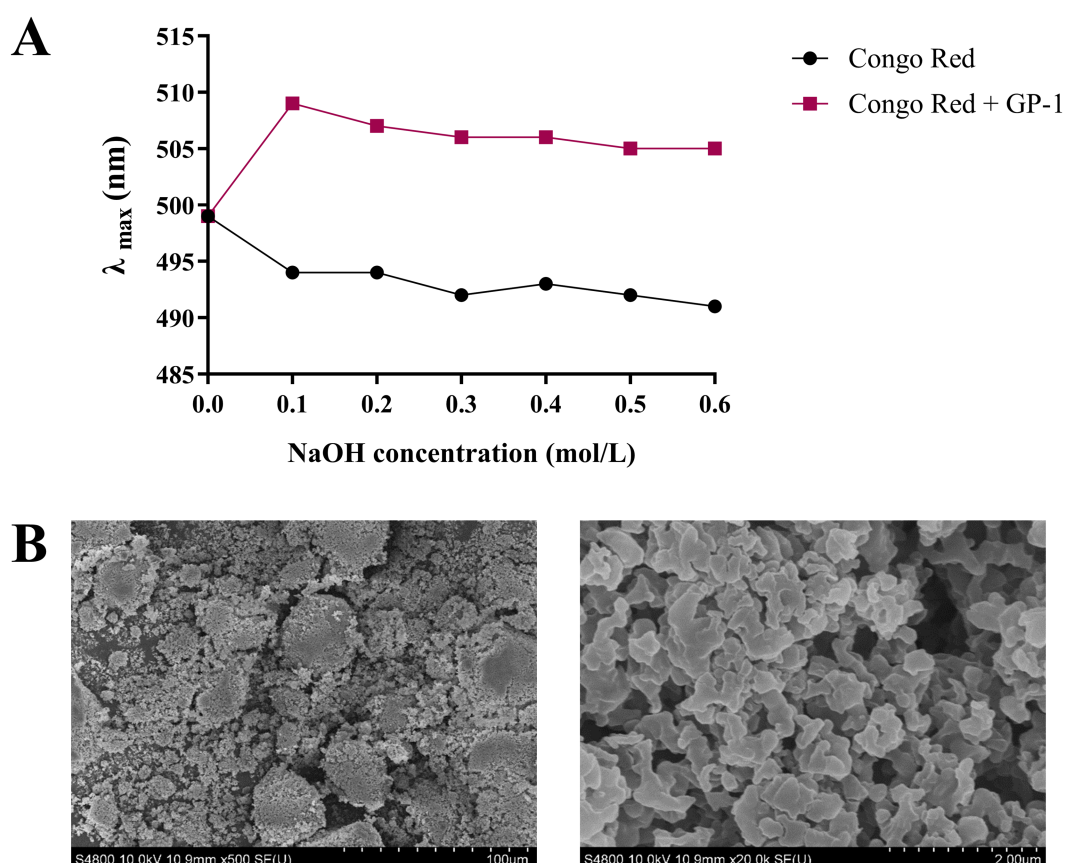 A
515
510
505
500
495
490
485
λ max (nm)
0.0 0.1 0.2 0.3 0.4 0.5 0.6
NaOH concentration (mol/L)
Congo Red
Congo Red + GP-1
B
S4800 10.0kV 10.9mm x500 SE(U) 100um
S4800 10.0kV 10.9mm x20.0k SE(U) 2.00um